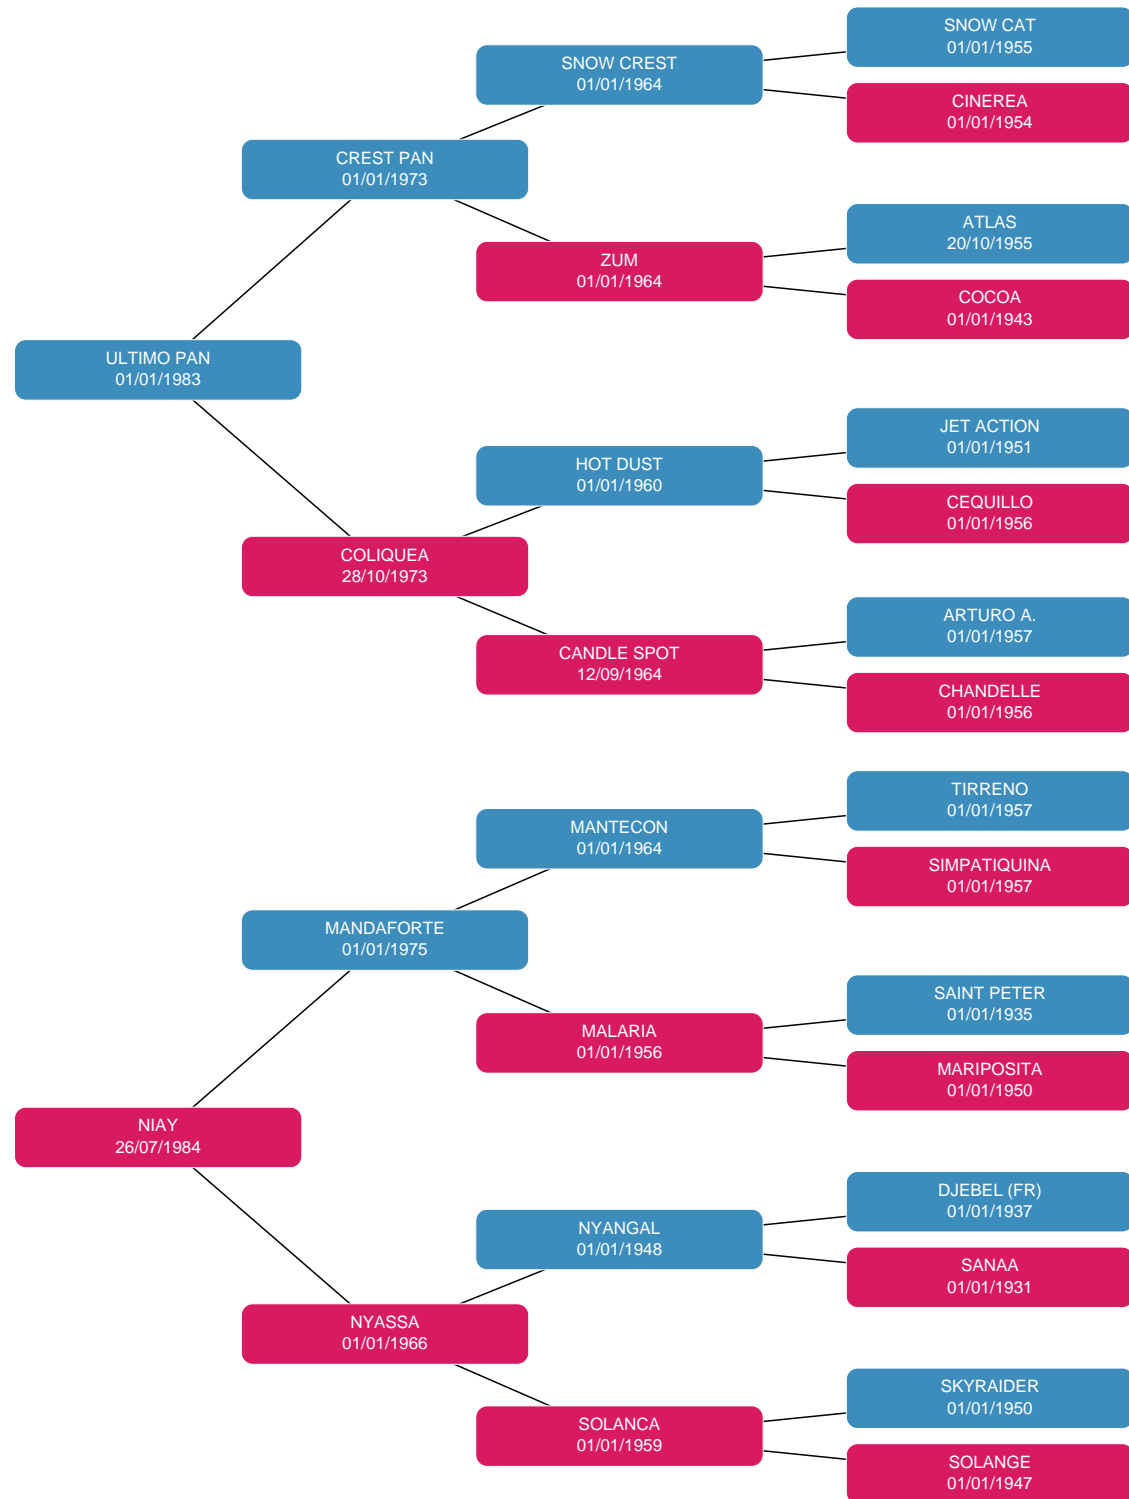 SNOW CAT
01/01/1955
SNOW CREST
01/01/1964
CINEREA
01/01/1954
CREST PAN
01/01/1973
ATLAS
20/10/1955
ZUM
01/01/1964
COCOA
01/01/1943
ULTIMO PAN
01/01/1983
JET ACTION
01/01/1951
HOT DUST
01/01/1960
CEQUILLO
01/01/1956
COLIQUEA
28/10/1973
ARTURO A.
01/01/1957
CANDLE SPOT
12/09/1964
CHANDELLE
01/01/1956
TIRRENO
01/01/1957
MANTECON
01/01/1964
SIMPATIQUINA
01/01/1957
MANDAFORTE
01/01/1975
SAINT PETER
01/01/1935
MALARIA
01/01/1956
MARIPOSITA
01/01/1950
NIAY
26/07/1984
DJEBEL (FR)
01/01/1937
NYANGAL
01/01/1948
SANAA
01/01/1931
NYASSA
01/01/1966
SKYRAIDER
01/01/1950
SOLANCA
01/01/1959
SOLANGE
01/01/1947